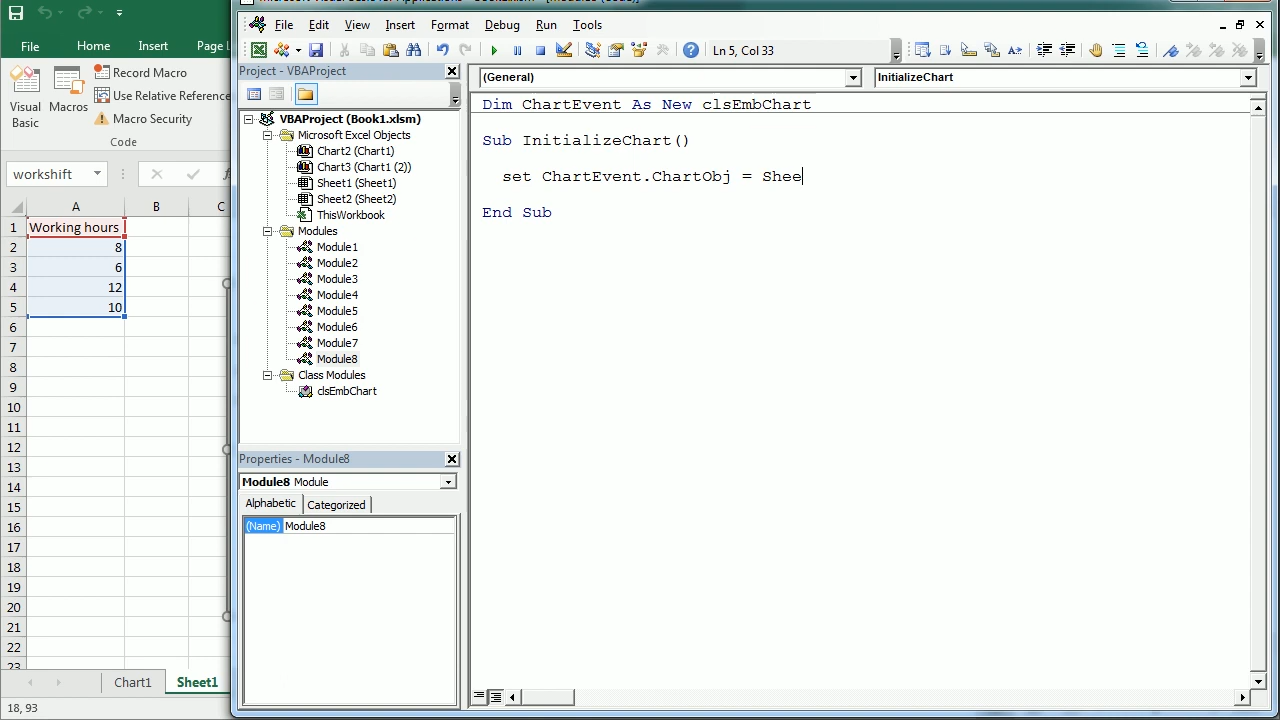 File Edit View Insert Format Debug Run Tools
File Home Insert Page L
Visual Basic
Macros
Record Macro
Use Relative Reference
Macro Security
Code
workshift
A B C
1 Working hours
2 8
3 6
4 12
5 10
6
7
8
9
10
11
12
13
14
15
16
17
18
19
20
21
22
23
Chart1 Sheet1
18, 93
Ln 5, Col 33
Project - VBAProject
VBAProject (Book1.xlsm)
Microsoft Excel Objects
Chart2 (Chart1)
Chart3 (Chart1 (2))
Sheet1 (Sheet1)
Sheet2 (Sheet2)
ThisWorkbook
Modules
Module1
Module2
Module3
Module4
Module5
Module6
Module7
Module8
Class Modules
clsEmbChart
Properties - Module8
Module8 Module
Alphabetic Categorized
(Name) Module8
(General) InitializeChart
Dim ChartEvent As New clsEmbChart
Sub InitializeChart()
set ChartEvent.ChartObj = Shee
End Sub